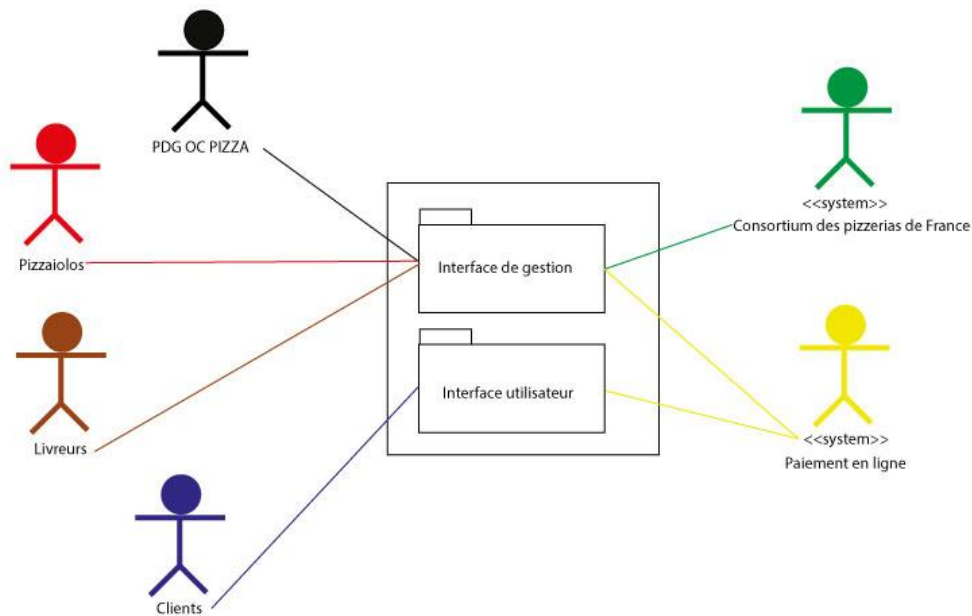 PDG OC PIZZA
Pizzaiolos
Livreurs
Clients
Interface de gestion
Interface utilisateur
<<system>>
Consortium des pizzerias de France
<<system>>
Paiement en ligne